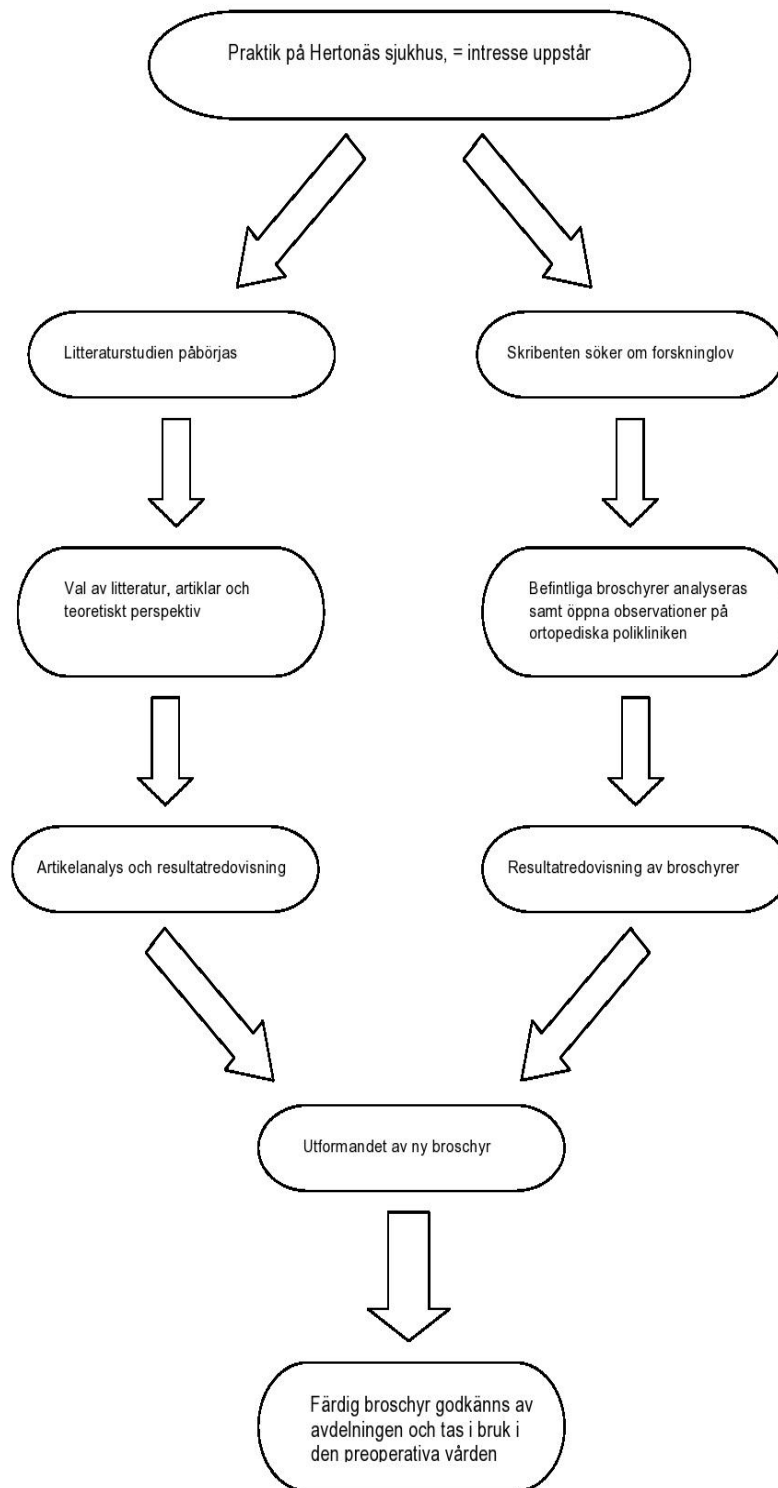 Praktik på Hertonäs sjukhus, = intresse uppstår
Litteraturstudien påbörjas
Skribenten söker om forskninglov
Val av litteratur, artiklar och
teoretiskt perspektiv
Befintliga broschyrer analyseras
samt öppna observationer på
ortopediska polikliniken
Artikelanalys och resultatredovisning
Resultatredovisning av broschyrer
Utformandet av ny broschyr
Färdig broschyr godkänns av
avdelningen och tas i bruk i
den preoperativa vården